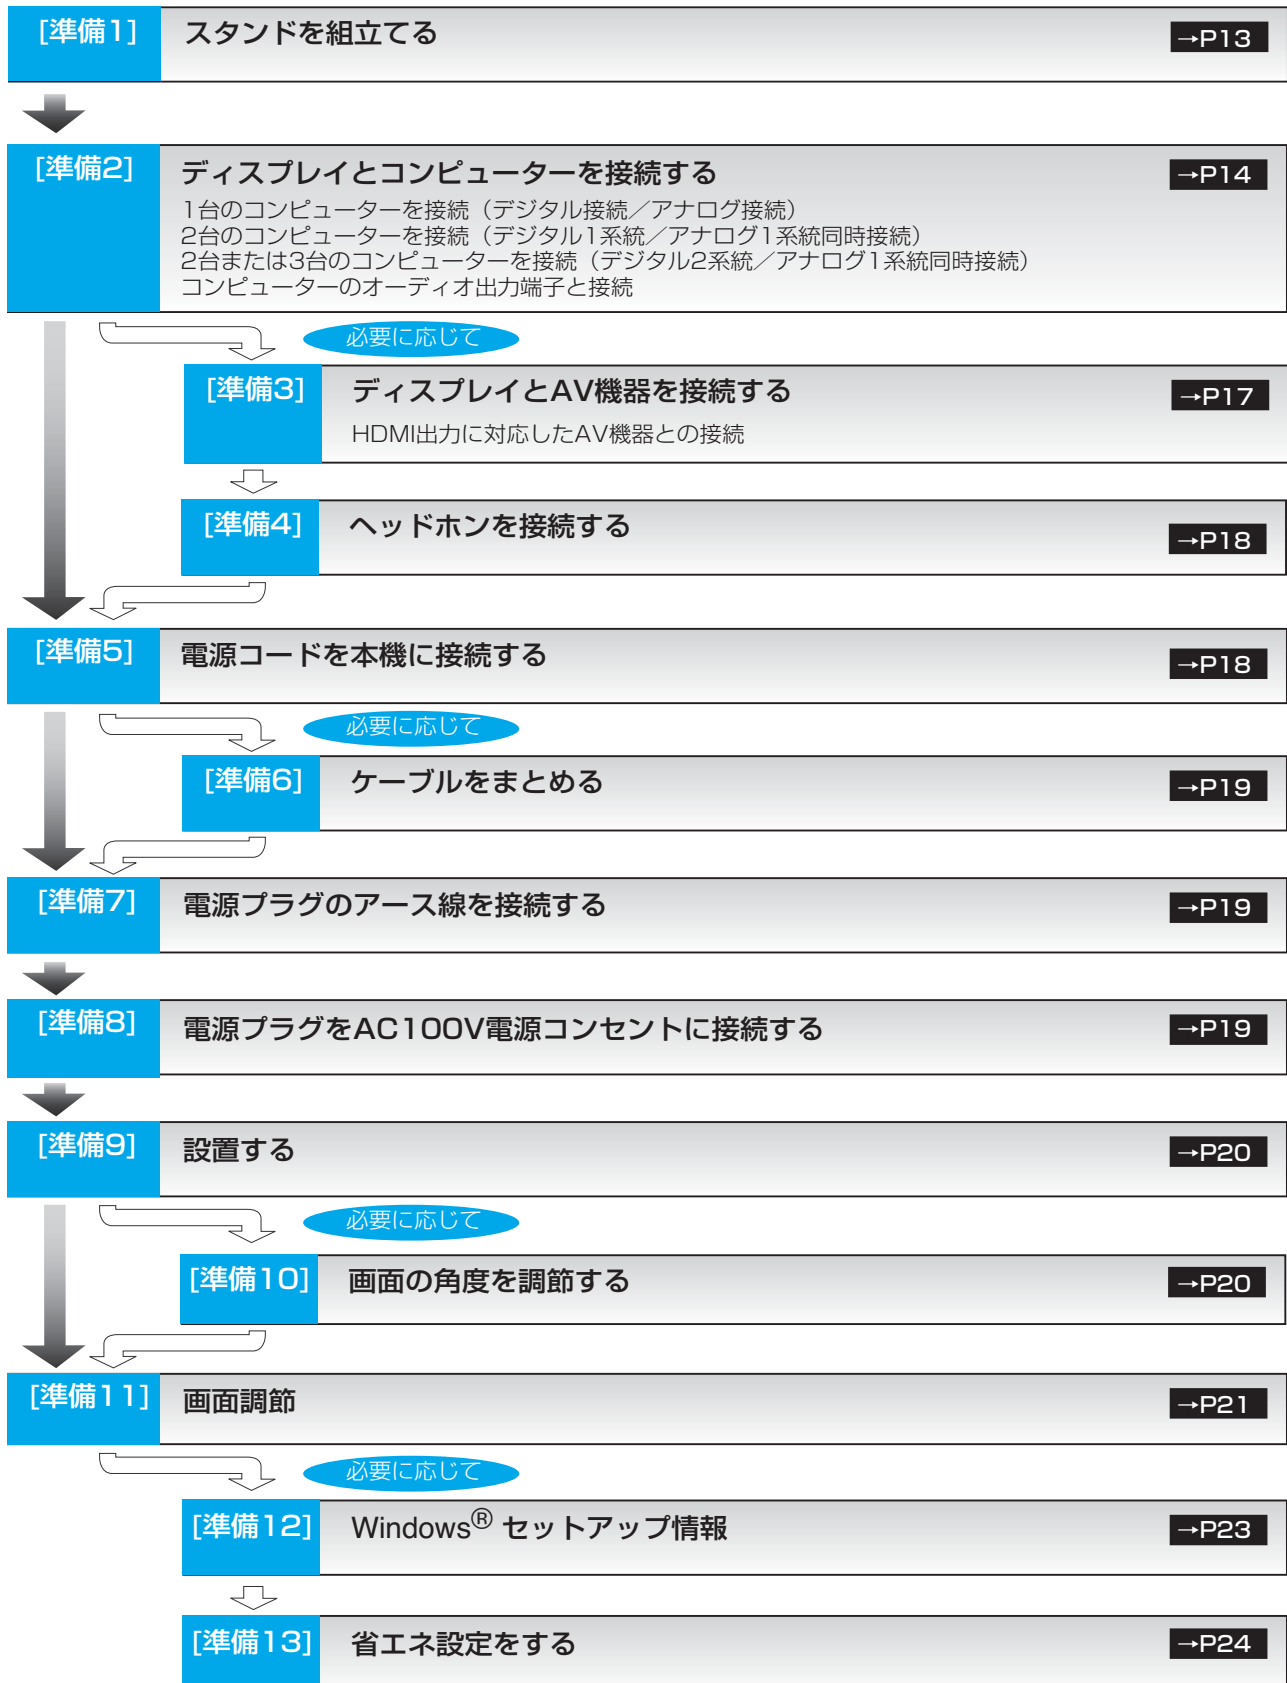 [準備1]
スタンドを組立てる
→P13
[準備2]
ディスプレイとコンピューターを接続する
→P14
1台のコンピューターを接続（デジタル接続／アナログ接続）
2台のコンピューターを接続（デジタル1系統／アナログ1系統同時接続）
2台または3台のコンピューターを接続（デジタル2系統／アナログ1系統同時接続）
コンピューターのオーディオ出力端子と接続
必要に応じて
[準備3]
ディスプレイとAV機器を接続する
→P17
HDMI出力に対応したAV機器との接続
[準備4]
ヘッドホンを接続する
→P18
[準備5]
電源コードを本機に接続する
→P18
必要に応じて
[準備6]
ケーブルをまとめる
→P19
[準備7]
電源プラグのアース線を接続する
→P19
[準備8]
電源プラグをAC100V電源コンセントに接続する
→P19
[準備9]
設置する
→P20
必要に応じて
[準備10]
画面の角度を調節する
→P20
[準備11]
画面調節
→P21
必要に応じて
[準備12]
Windows® セットアップ情報
→P23
[準備13]
省エネ設定をする
→P24